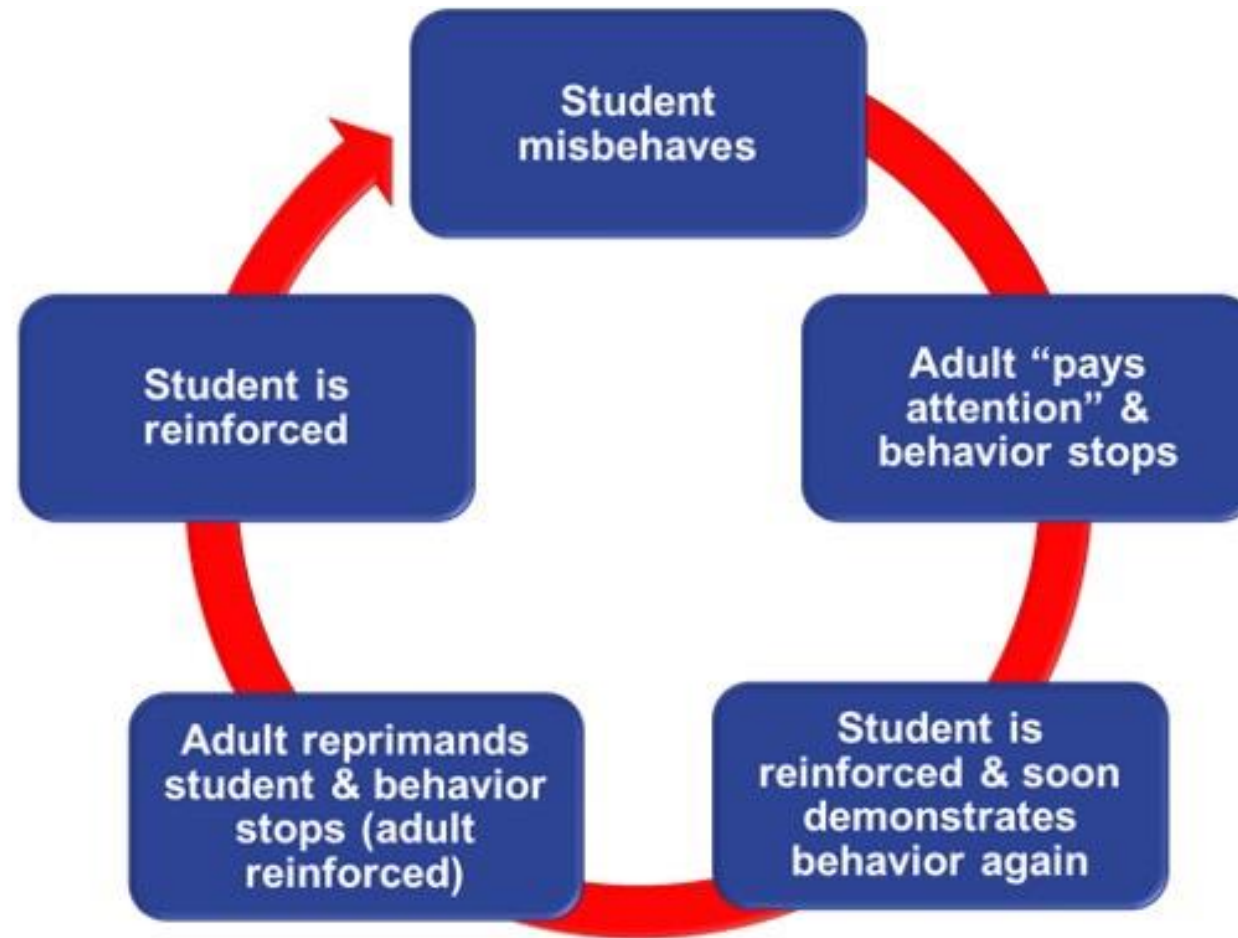 Student
misbehaves
Adult “pays
attention” &
behavior stops
Student is
reinforced & soon
demonstrates
behavior again
Adult reprimands
student & behavior
stops (adult
reinforced)
Student is
reinforced